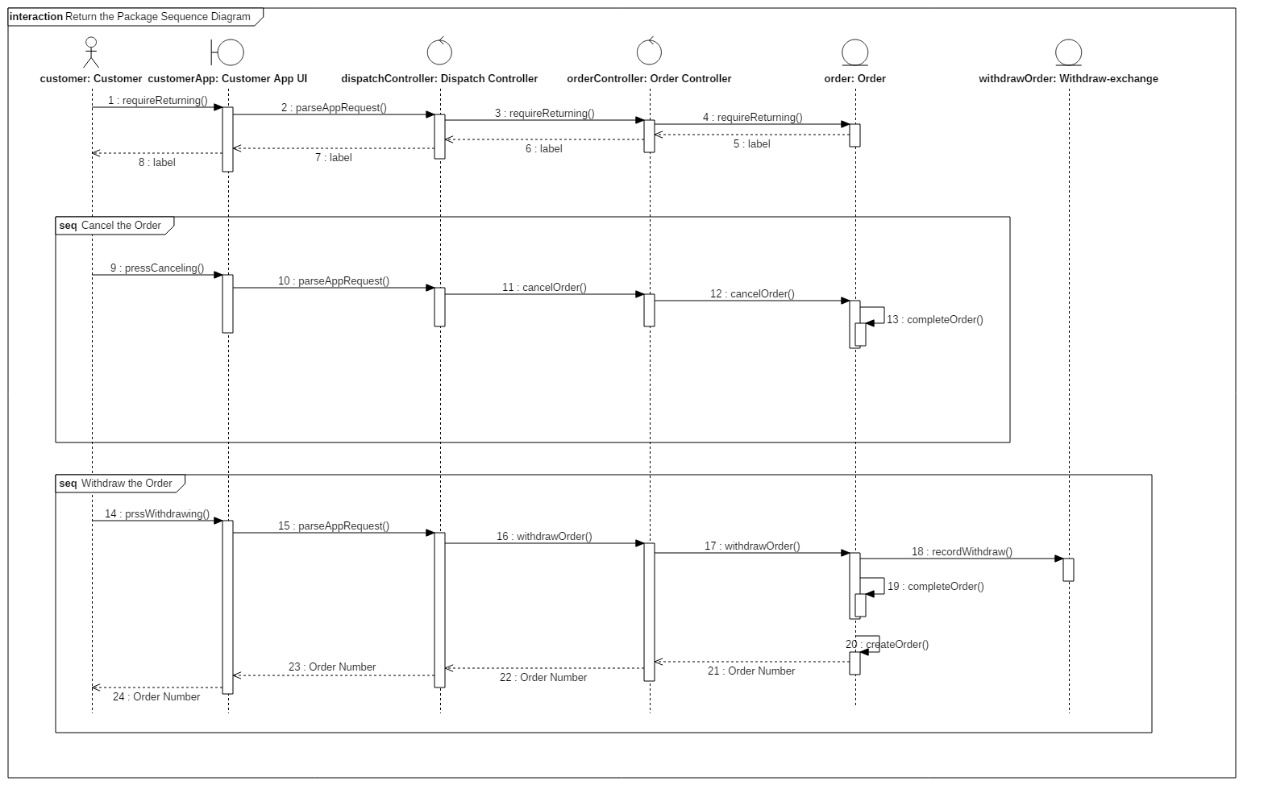 interaction Return the Package Sequence Diagram
customer: Customer customerApp: Customer App UI dispatchController: Dispatch Controller orderController: Order Controller order: Order withdrawOrder: Withdraw-exchange
1 : requireReturning()
2 : parseAppRequest()
3 : requireReturning()
4 : requireReturning()
5 : label
6 : label
7 : label
8 : label
seq Cancel the Order
9 : pressCanceling()
10 : parseAppRequest()
11 : cancelOrder()
12 : cancelOrder()
13 : completeOrder()
seq Withdraw the Order
14 : prssWithdrawing()
15 : parseAppRequest()
16 : withdrawOrder()
17 : withdrawOrder()
18 : recordWithdraw()
19 : completeOrder()
20 : createOrder()
21 : Order Number
22 : Order Number
23 : Order Number
24 : Order Number